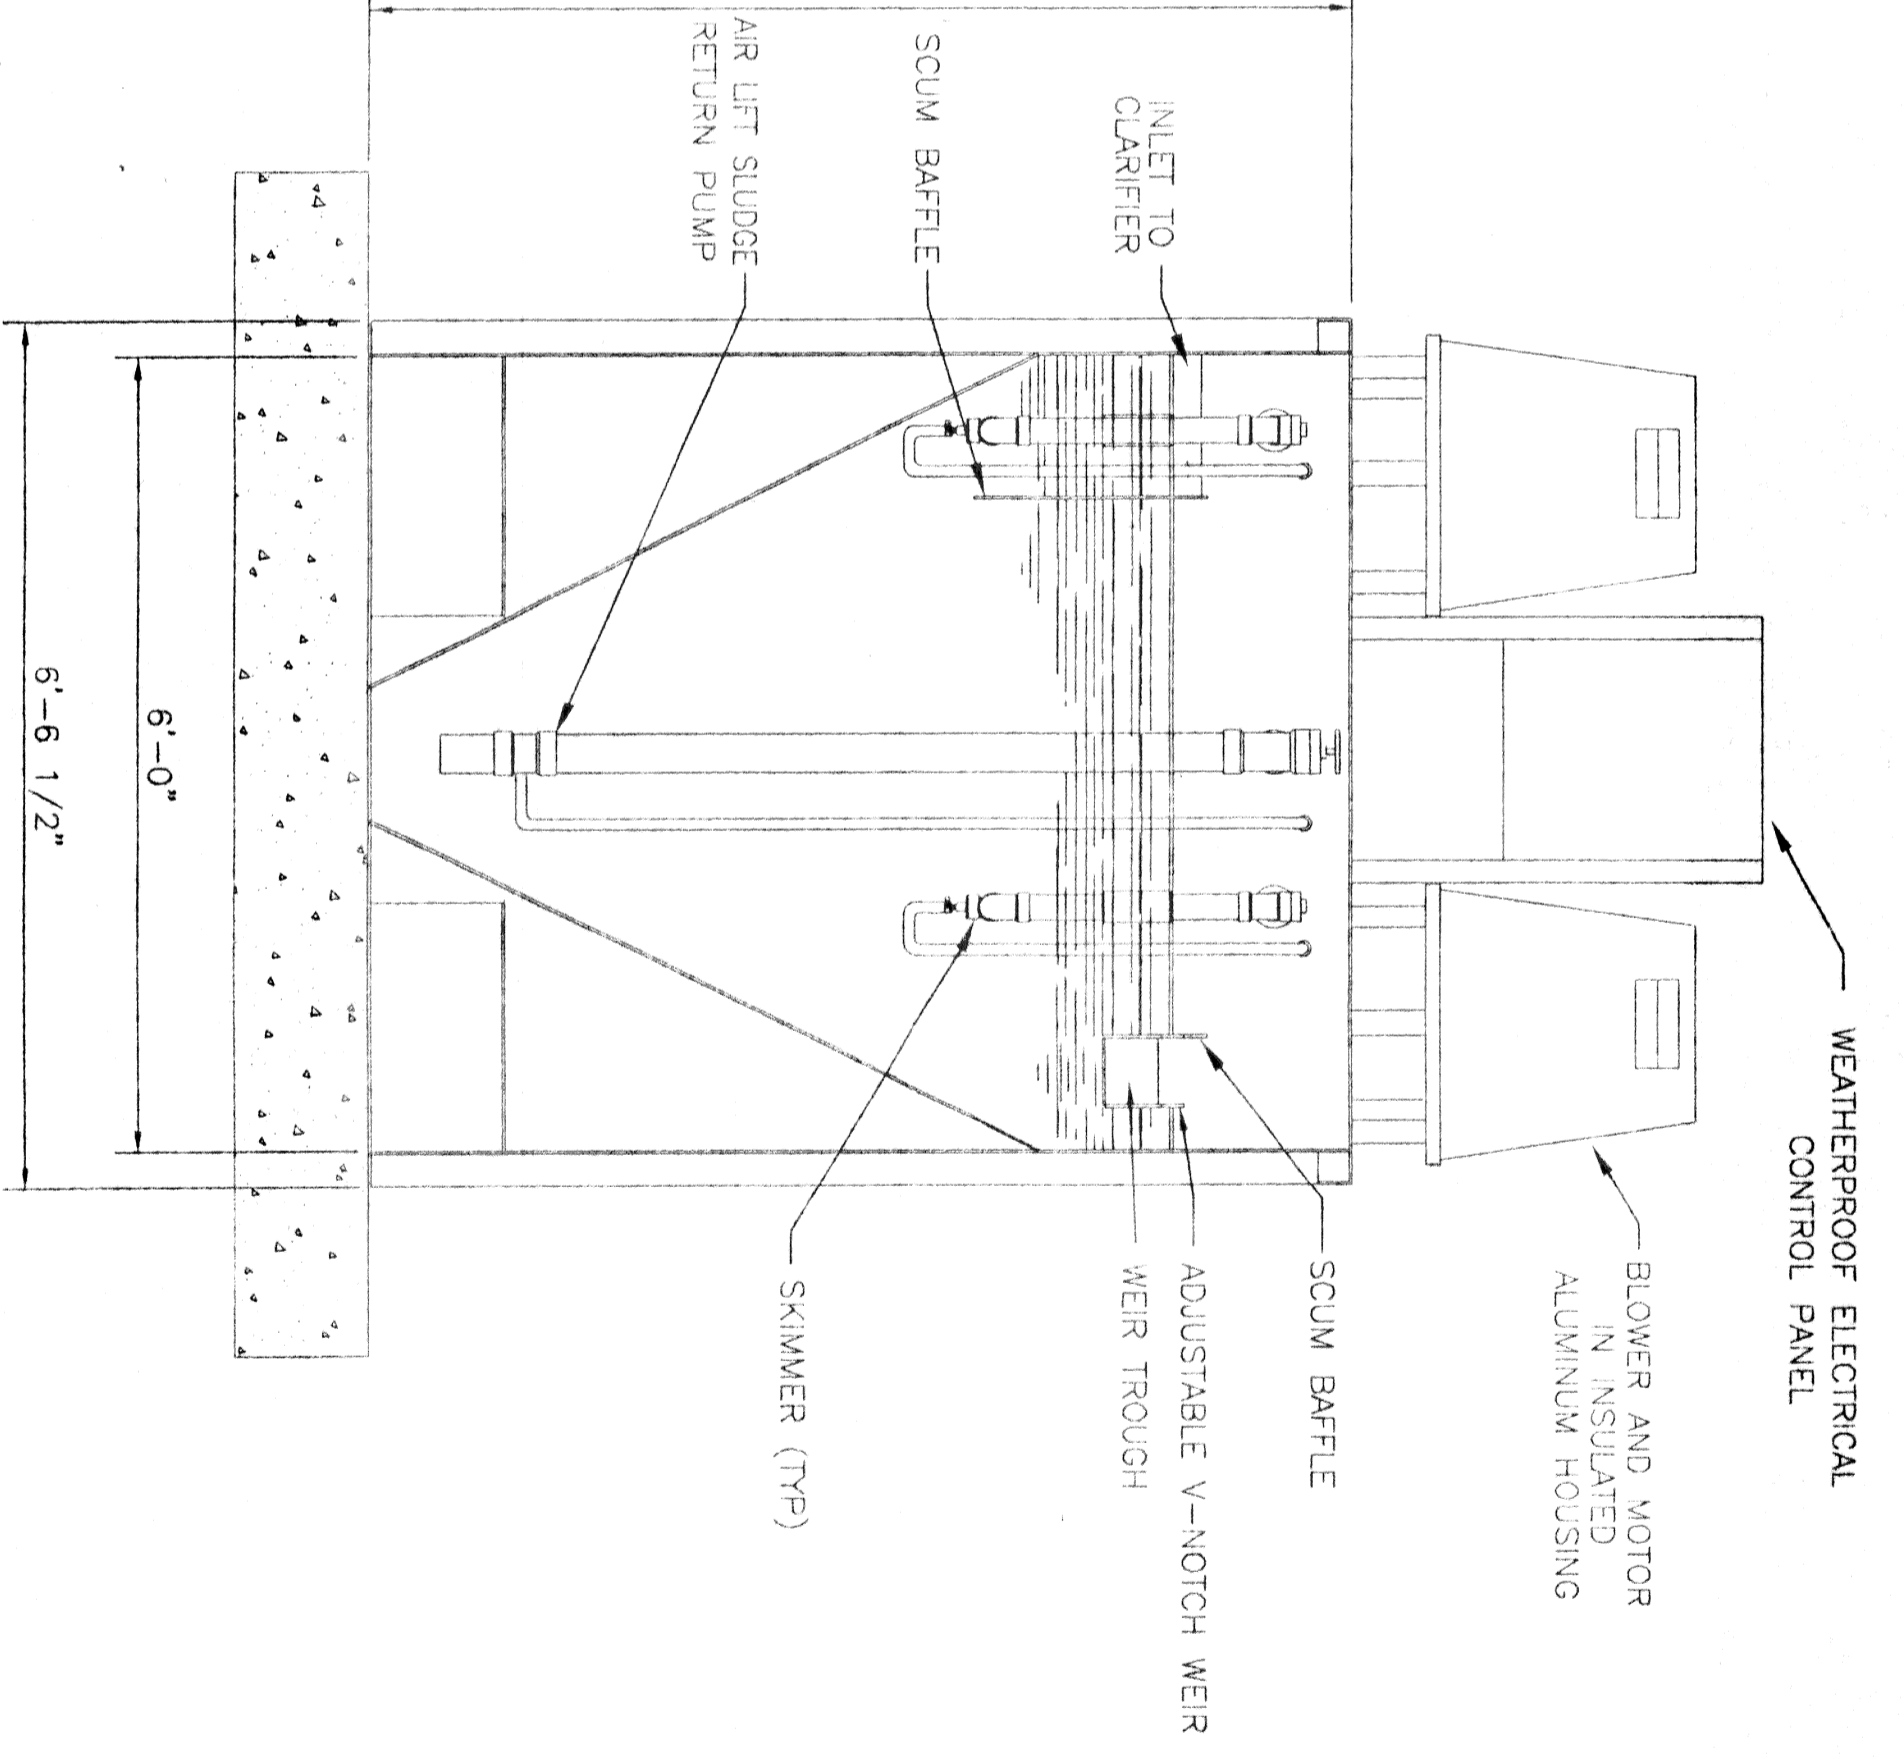 WEATHERPROOF ELECTRICAL
CONTROL PANEL
BLOWER AND MOTOR
IN INSULATED
ALUMINUM HOUSING
INLET TO
CLARIFIER
SCUM BAFFLE
SCUM BAFFLE
ADJUSTABLE V-NOTCH WEIR
WEIR TROUGH
AIR LIFT SLUDGE
RETURN PUMP
SKIMMER (TYP)
6'-0"
6'-6 1/2"